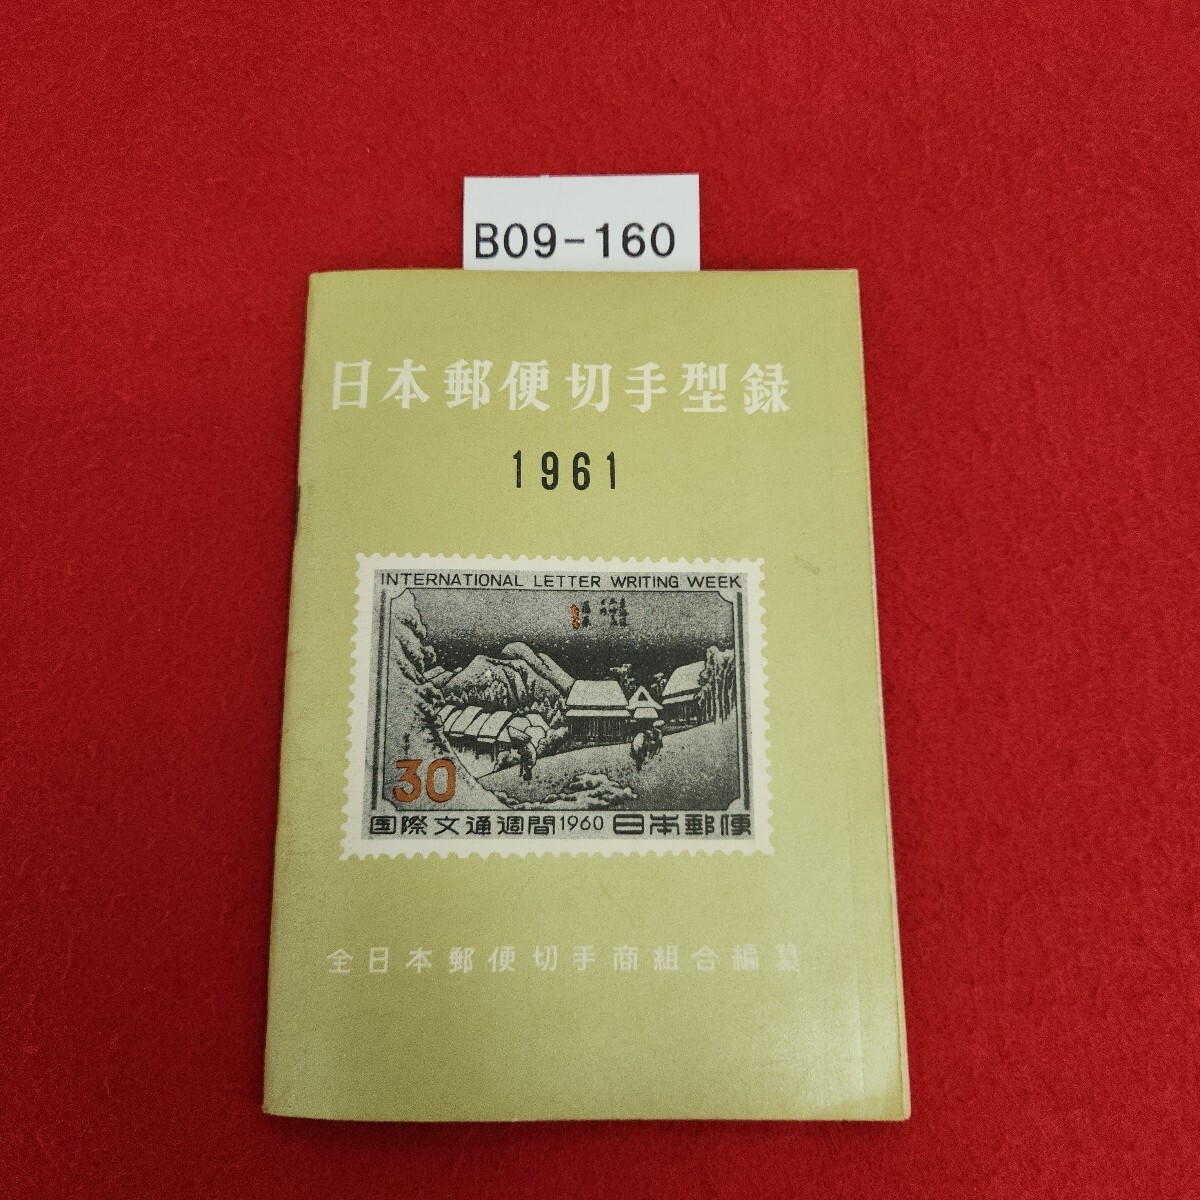 B09-160
日本郵便切手型録
1961
INTERNATIONAL LETTER WRITING WEEK
30
国際文通週間1960 日本郵便
全日本郵便切手商組合編纂